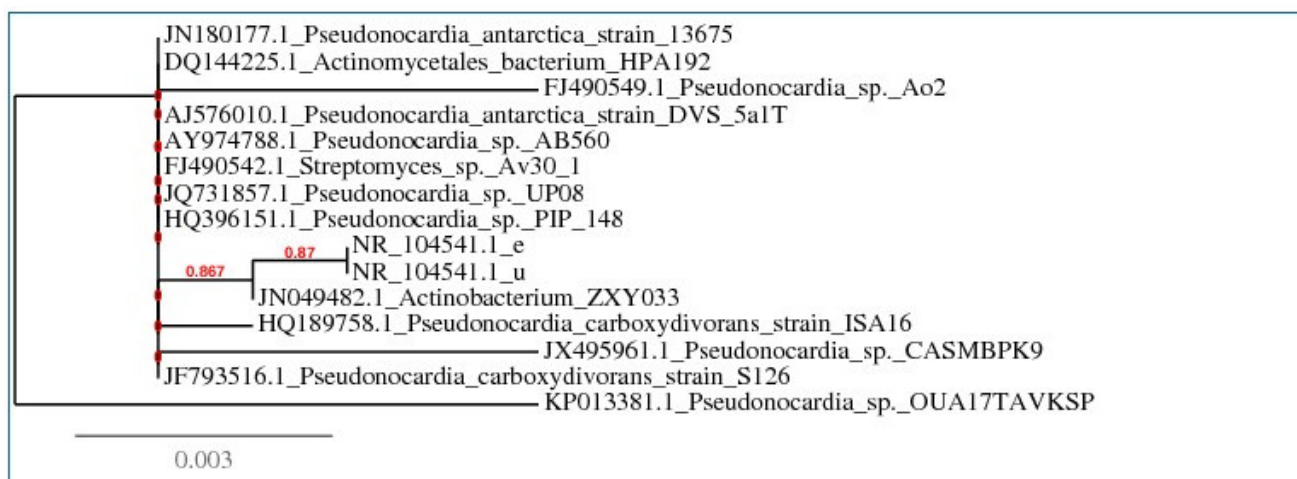 JN180177.1_Pseudonocardia_antarctica_strain_13675
DQ144225.1_Actinomycetales_bacterium_HPA192
FJ490549.1_Pseudonocardia_sp._Ao2
AJ576010.1_Pseudonocardia_antarctica_strain_DVS_5a1T
AY974788.1_Pseudonocardia_sp._AB560
FJ490542.1_Streptomyces_sp._Av30_1
JQ731857.1_Pseudonocardia_sp._UP08
HQ396151.1_Pseudonocardia_sp._PIP_148
NR_104541.1_e
0.87
0.867
NR_104541.1_u
JN049482.1_Actinobacterium_ZXY033
HQ189758.1_Pseudonocardia_carboxydivorans_strain_ISA16
JX495961.1_Pseudonocardia_sp._CASMBPK9
JF793516.1_Pseudonocardia_carboxydivorans_strain_S126
KP013381.1_Pseudonocardia_sp._OUA17TAVKSP
0.003